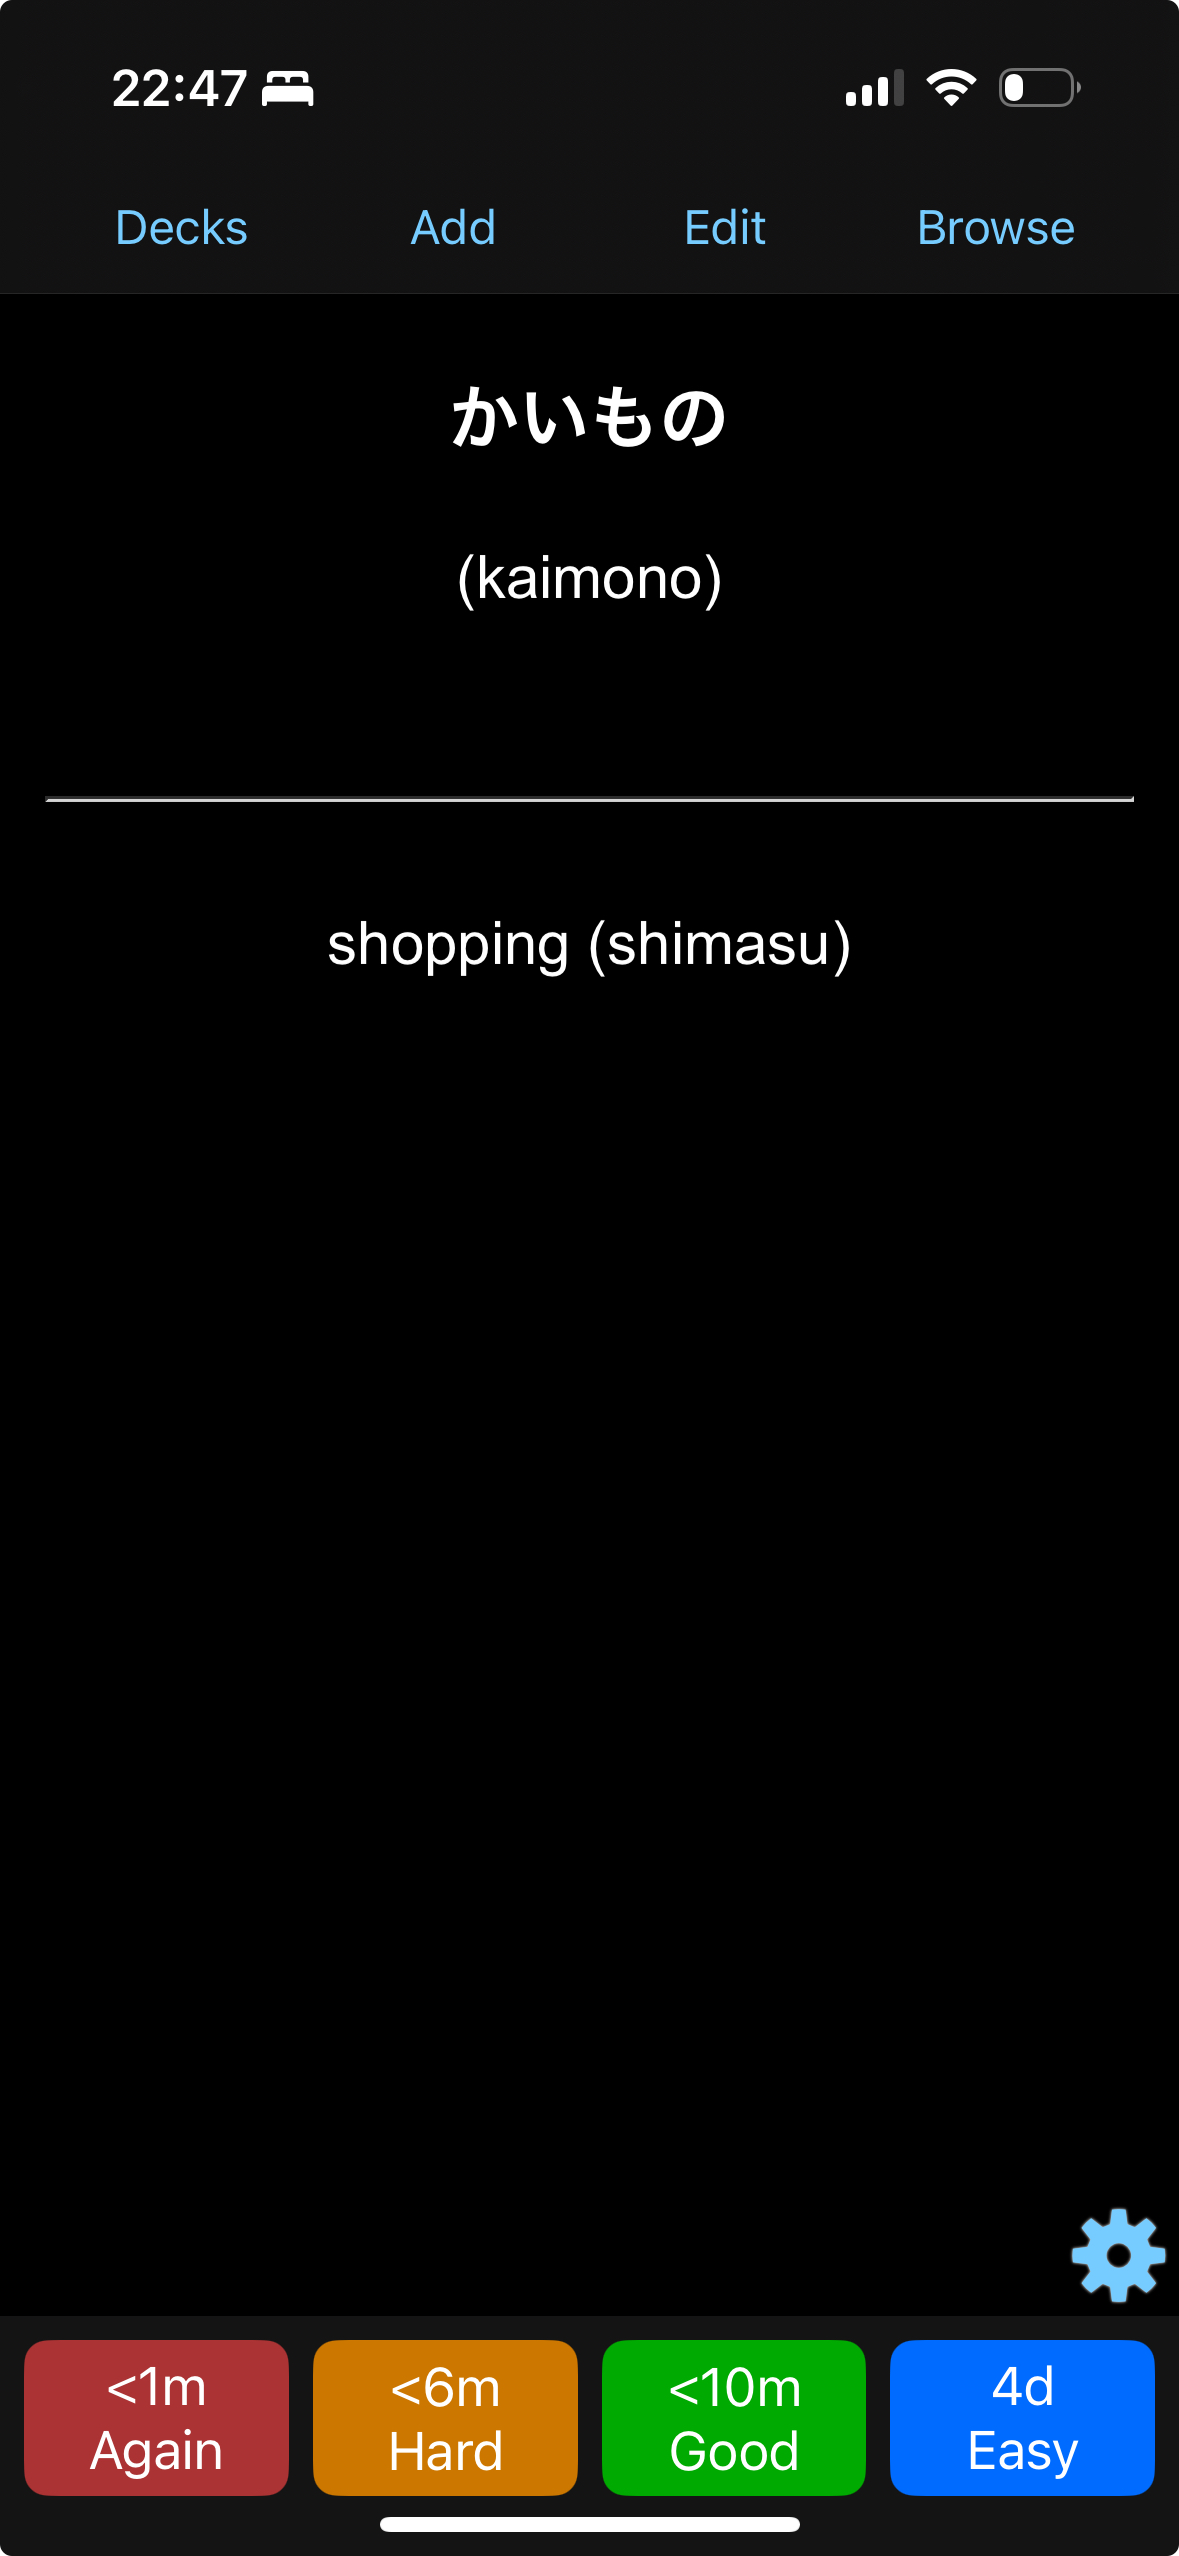 22:47
Decks Add Edit Browse
かいもの
(kaimono)
shopping (shimasu)
<1m <6m <10m 4d
Again Hard Good Easy